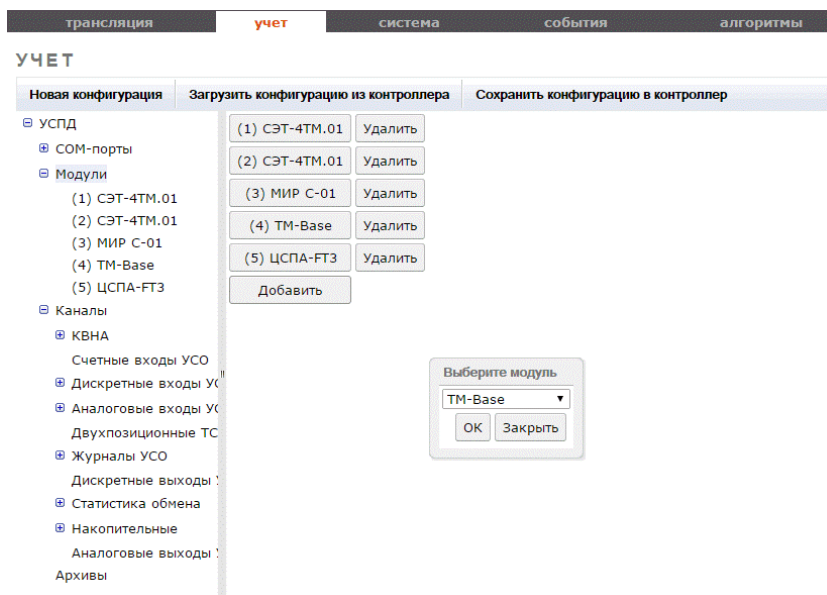 трансляция учет система события алгоритмы
УЧЕТ
Новая конфигурация Загрузить конфигурацию из контроллера Сохранить конфигурацию в контроллер
УСПД
COM-порты
Модули
(1) СЭТ-4ТМ.01
(2) СЭТ-4ТМ.01
(3) МИР С-01
(4) TM-Base
(5) ЦСПА-FT3
Каналы
КВНА
Счетные входы УСО
Дискретные входы УС
Аналоговые входы УС
Двухпозиционные ТС
Журналы УСО
Дискретные выходы У
Статистика обмена
Накопительные
Аналоговые выходы У
Архивы
(1) СЭТ-4ТМ.01 Удалить
(2) СЭТ-4ТМ.01 Удалить
(3) МИР С-01 Удалить
(4) TM-Base Удалить
(5) ЦСПА-FT3 Удалить
Добавить
Выберите модуль
TM-Base
ОК Закрыть